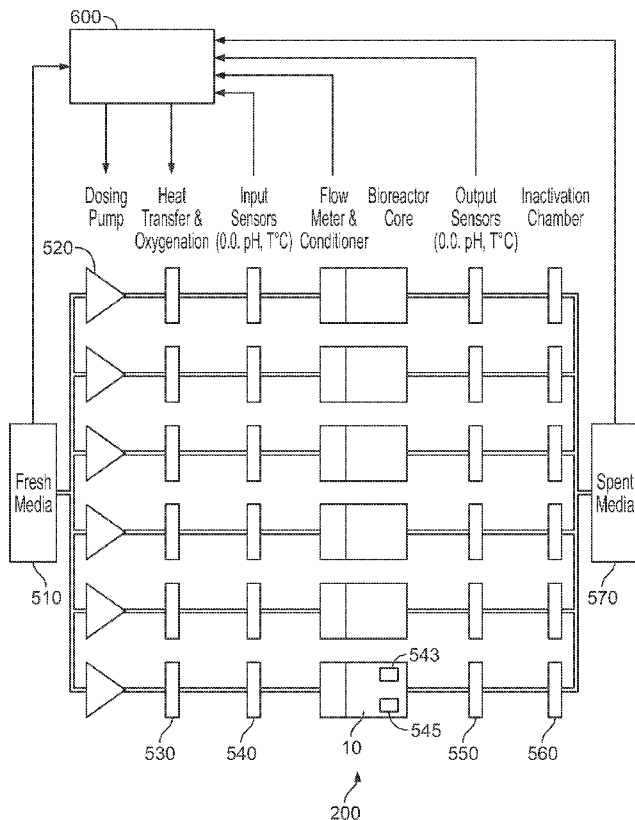 600
Dosing
Pump
Heat
Transfer &
Oxygenation
Input
Sensors
(0.0. pH, T°C)
Flow
Meter &
Conditioner
Bioreactor
Core
Output
Sensors
(0.0. pH, T°C)
Inactivation
Chamber
520
Fresh
Media
Spent
Media
510
570
543
545
10
530
540
550
560
200